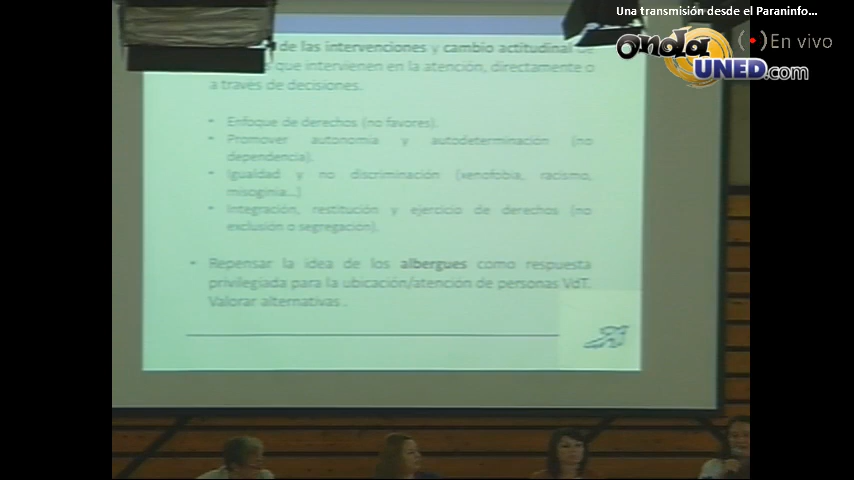 Una transmisión desde el Paraninfo...
Onda UNED.com
(•) En vivo
de las intervenciones y cambio actitudinal de
que intervienen en la atención, directamente o
a través de decisiones.
• Enfoque de derechos (no favores).
• Promover autonomía y autodeterminación (no
dependencia).
• Igualdad y no discriminación (xenofobia, racismo,
misoginia...)
• Integración, restitución y ejercicio de derechos (no
exclusión o segregación).
• Repensar la idea de los albergues como respuesta
privilegiada para la ubicación/atención de personas VdT.
Valorar alternativas .